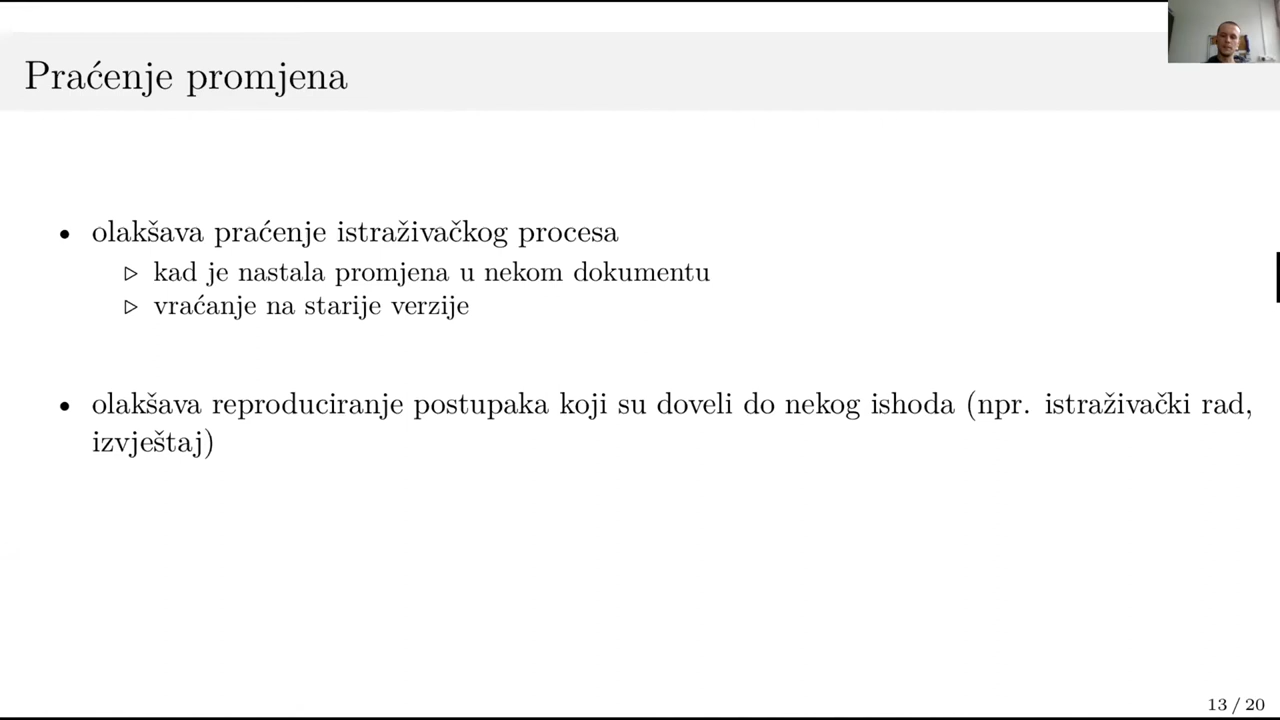 Praćenje promjena
• olakšava praćenje istraživačkog procesa
▷ kad je nastala promjena u nekom dokumentu
▷ vraćanje na starije verzije
• olakšava reproduciranje postupaka koji su doveli do nekog ishoda (npr. istraživački rad,
izvještaj)
13 / 20